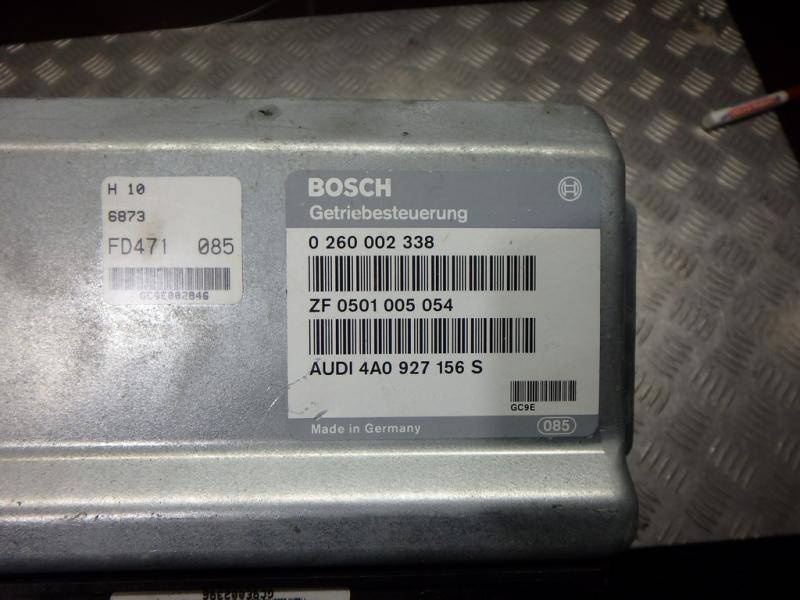 H 10
6873
FD471 085
GC9E002846
BOSCH
Getriebesteuerung
0 260 002 338
ZF 0501 005 054
AUDI 4A0 927 156 S
GC9E
Made in Germany
085